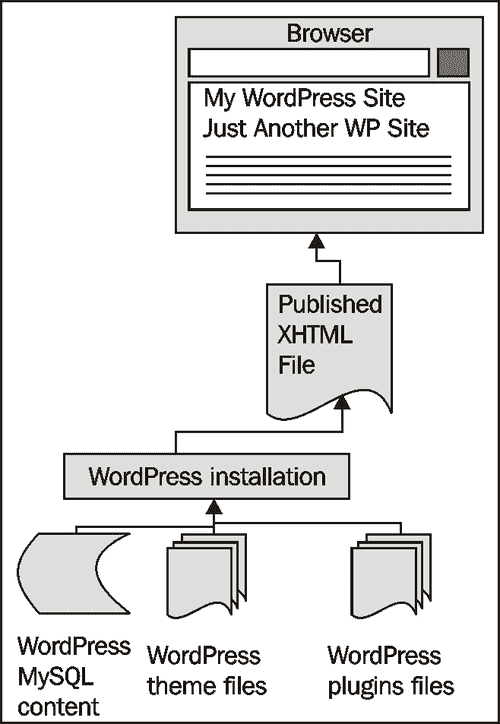 Browser
My WordPress Site
Just Another WP Site
Published
XHTML
File
WordPress installation
WordPress
MySQL
content
WordPress
theme files
WordPress
plugins files